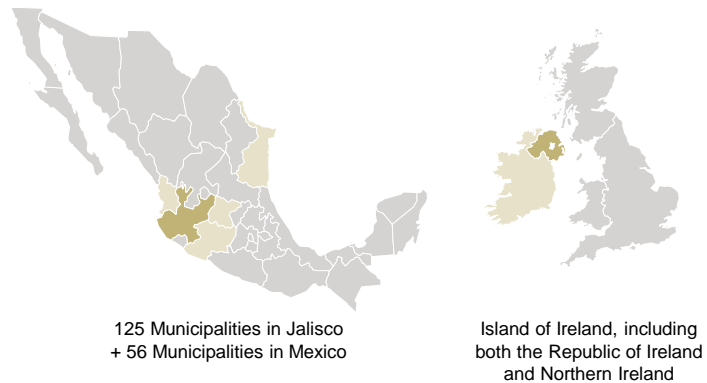 125 Municipalities in Jalisco
+ 56 Municipalities in Mexico
Island of Ireland, including
both the Republic of Ireland
and Northern Ireland